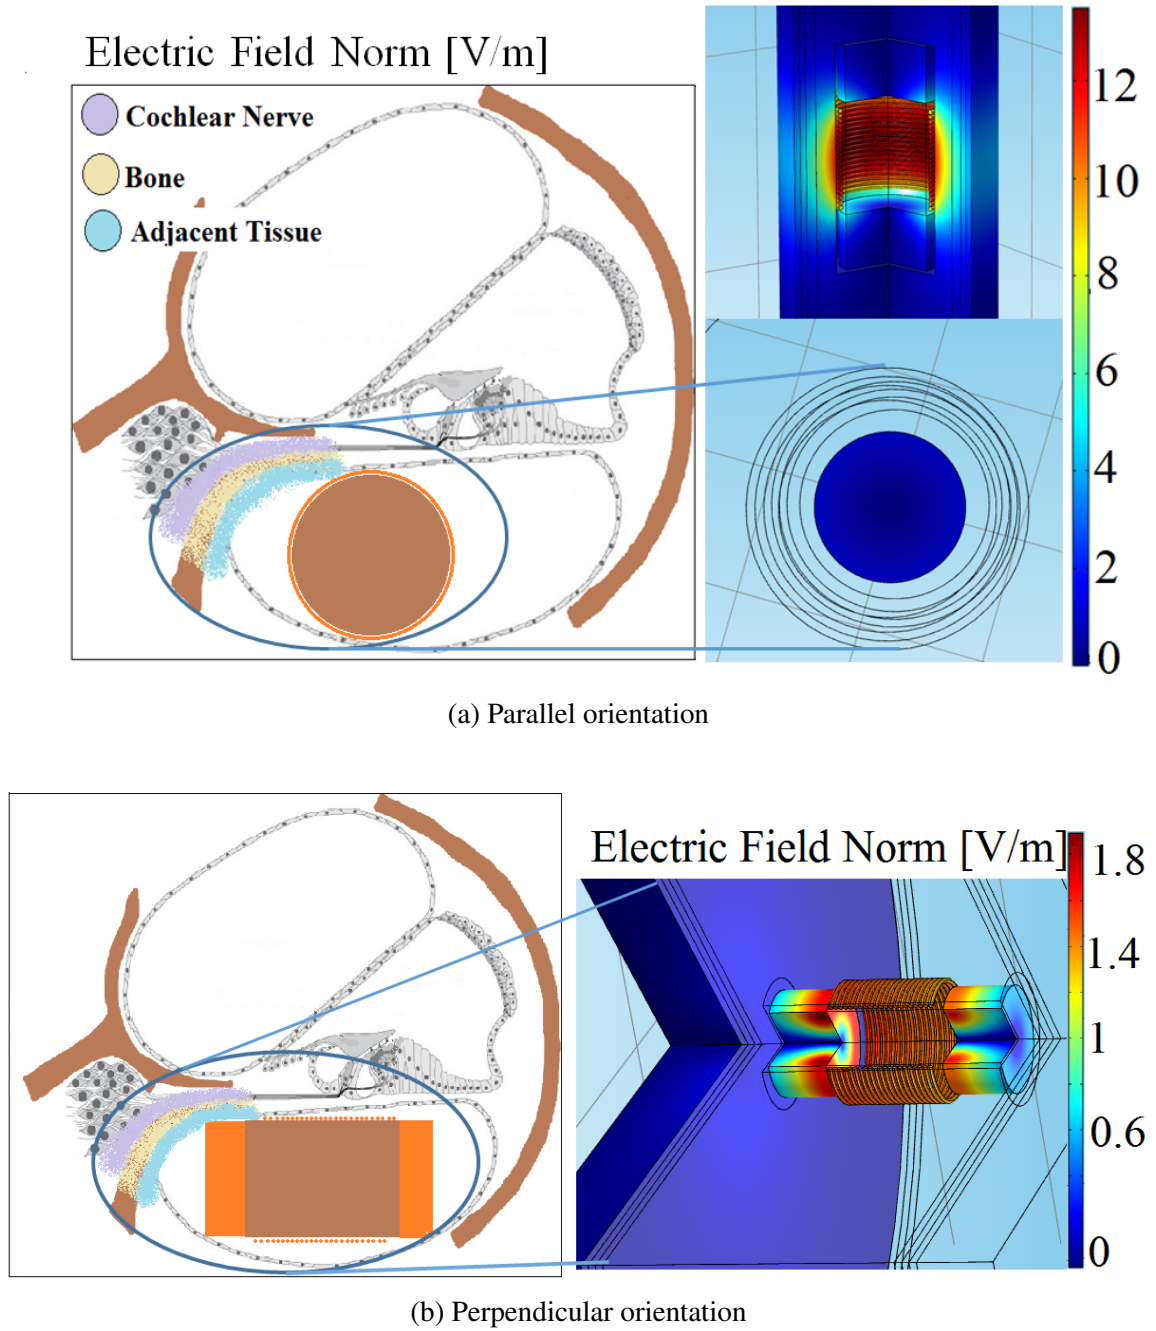 Electric Field Norm [V/m]
Cochlear Nerve
Bone
Adjacent Tissue
12
10
8
6
4
2
0
(a) Parallel orientation
Electric Field Norm [V/m]
1.8
1.4
1
0.6
0
(b) Perpendicular orientation